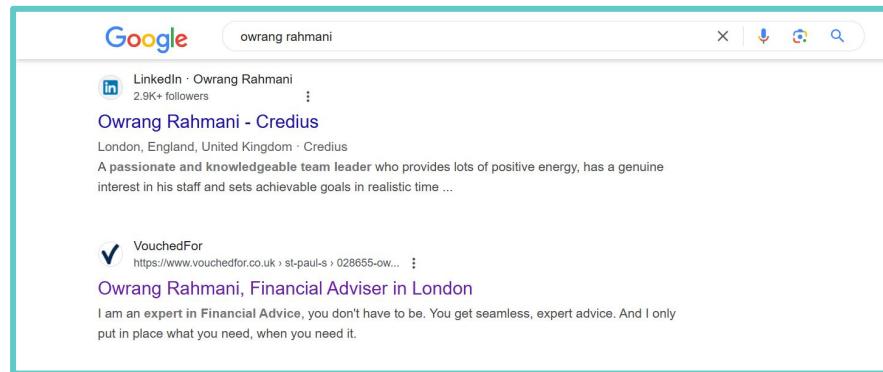 Google
owrang rahmani
LinkedIn · Owrang Rahmani
2.9K+ followers
Owrang Rahmani - Credius
London, England, United Kingdom · Credius
A passionate and knowledgeable team leader who provides lots of positive energy, has a genuine
interest in his staff and sets achievable goals in realistic time ...
VouchedFor
https://www.vouchedfor.co.uk › st-paul-s › 028655-ow...
Owrang Rahmani, Financial Adviser in London
I am an expert in Financial Advice, you don't have to be. You get seamless, expert advice. And I only
put in place what you need, when you need it.